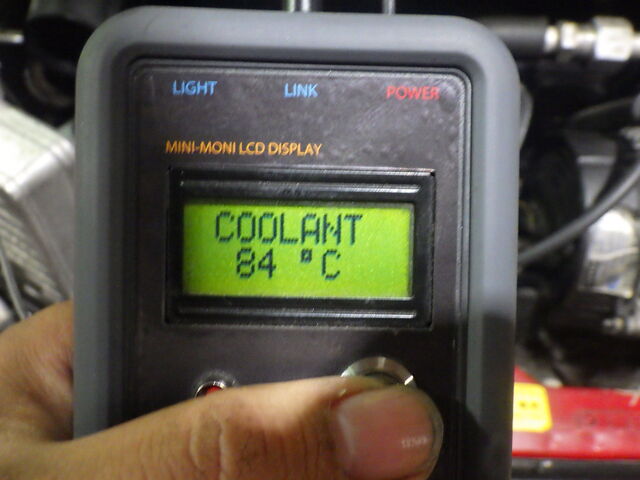 LIGHT LINK POWER
MINI-MONI LCD DISPLAY
COOLANT
84 °C